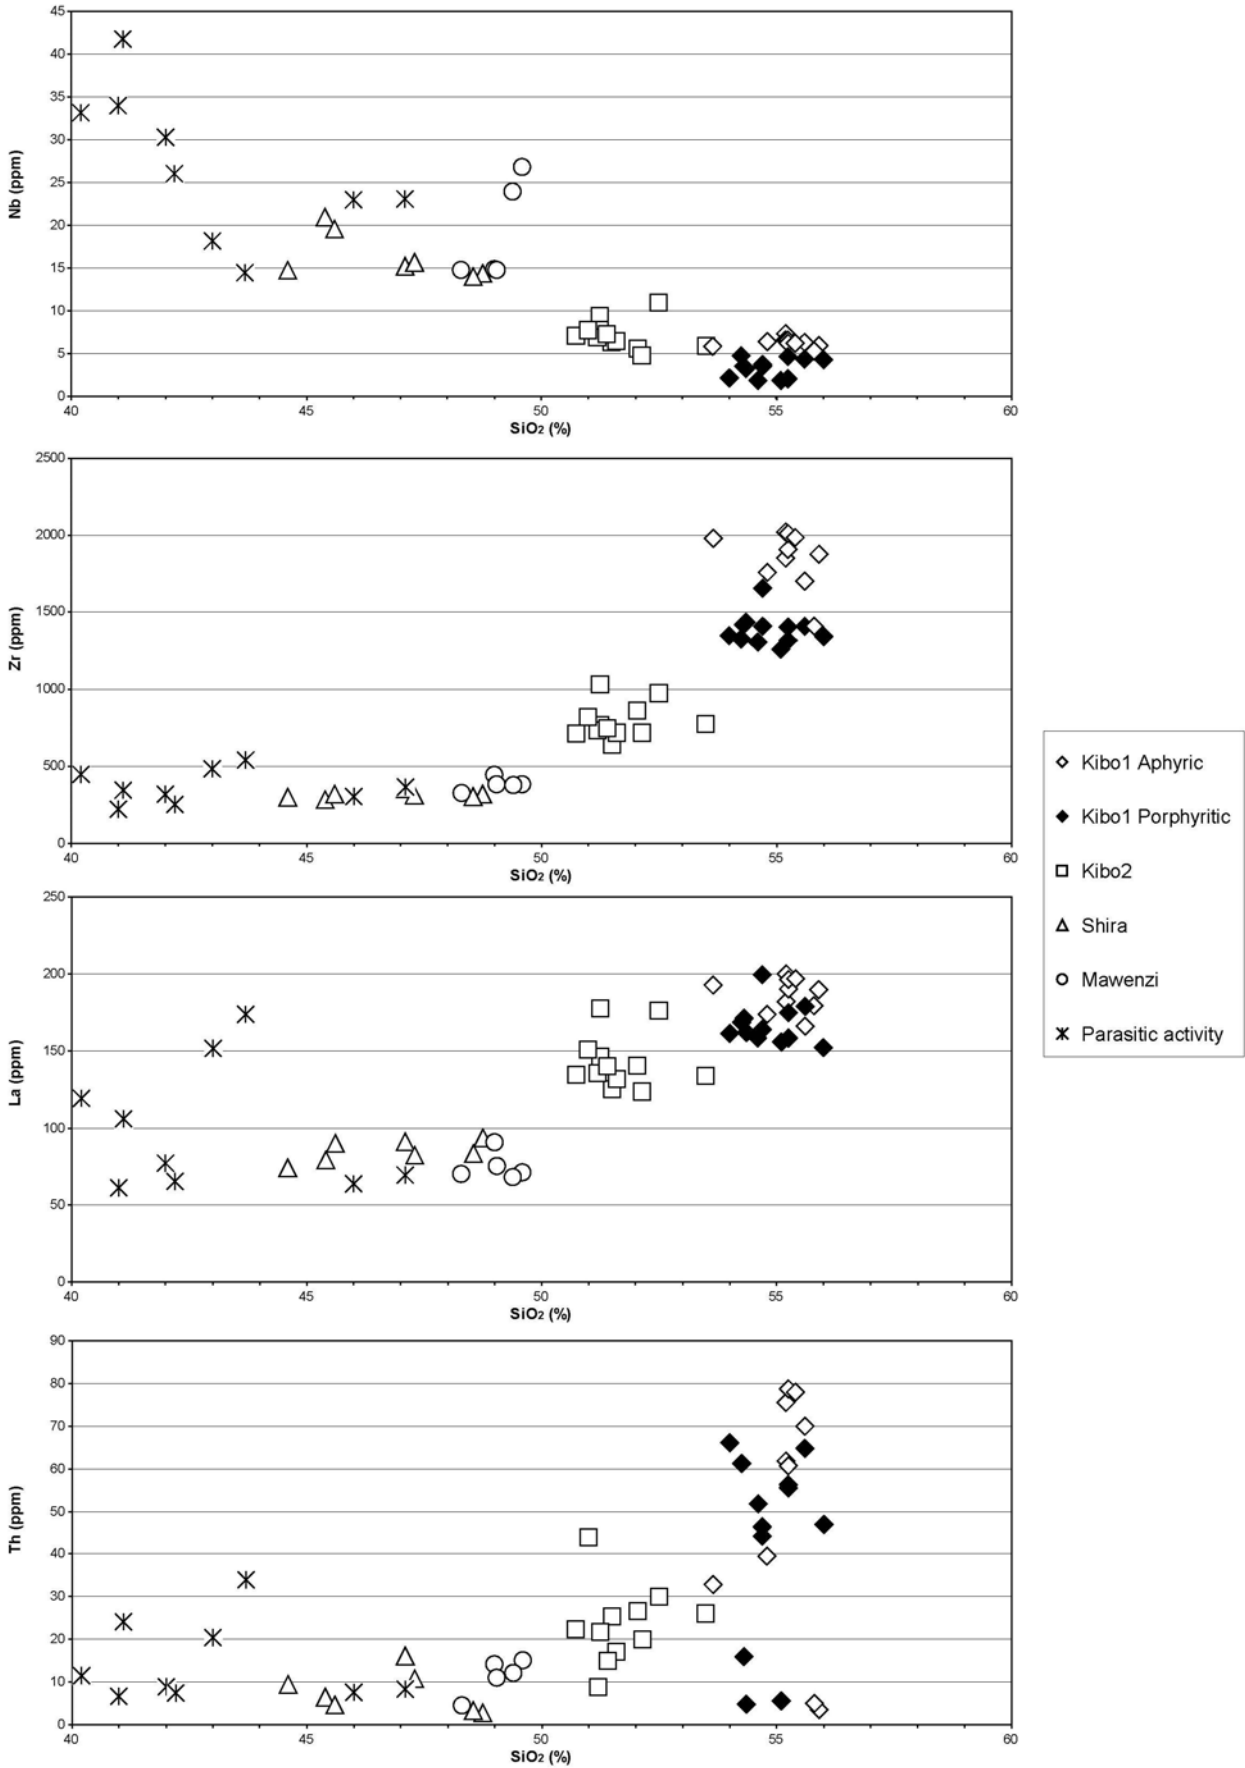 45
40
35
30
25
20
15
10
5
0
Nb (ppm)
40 45 50 55 60
SiO2 (%)
2500
2000
1500
1000
500
0
Zr (ppm)
40 45 50 55 60
SiO2 (%)
250
200
150
100
50
0
La (ppm)
40 45 50 55 60
SiO2 (%)
90
80
70
60
50
40
30
20
10
0
Th (ppm)
40 45 50 55 60
SiO2 (%)
Kibo1 Aphyric
Kibo1 Porphyritic
Kibo2
Shira
Mawenzi
Parasitic activity